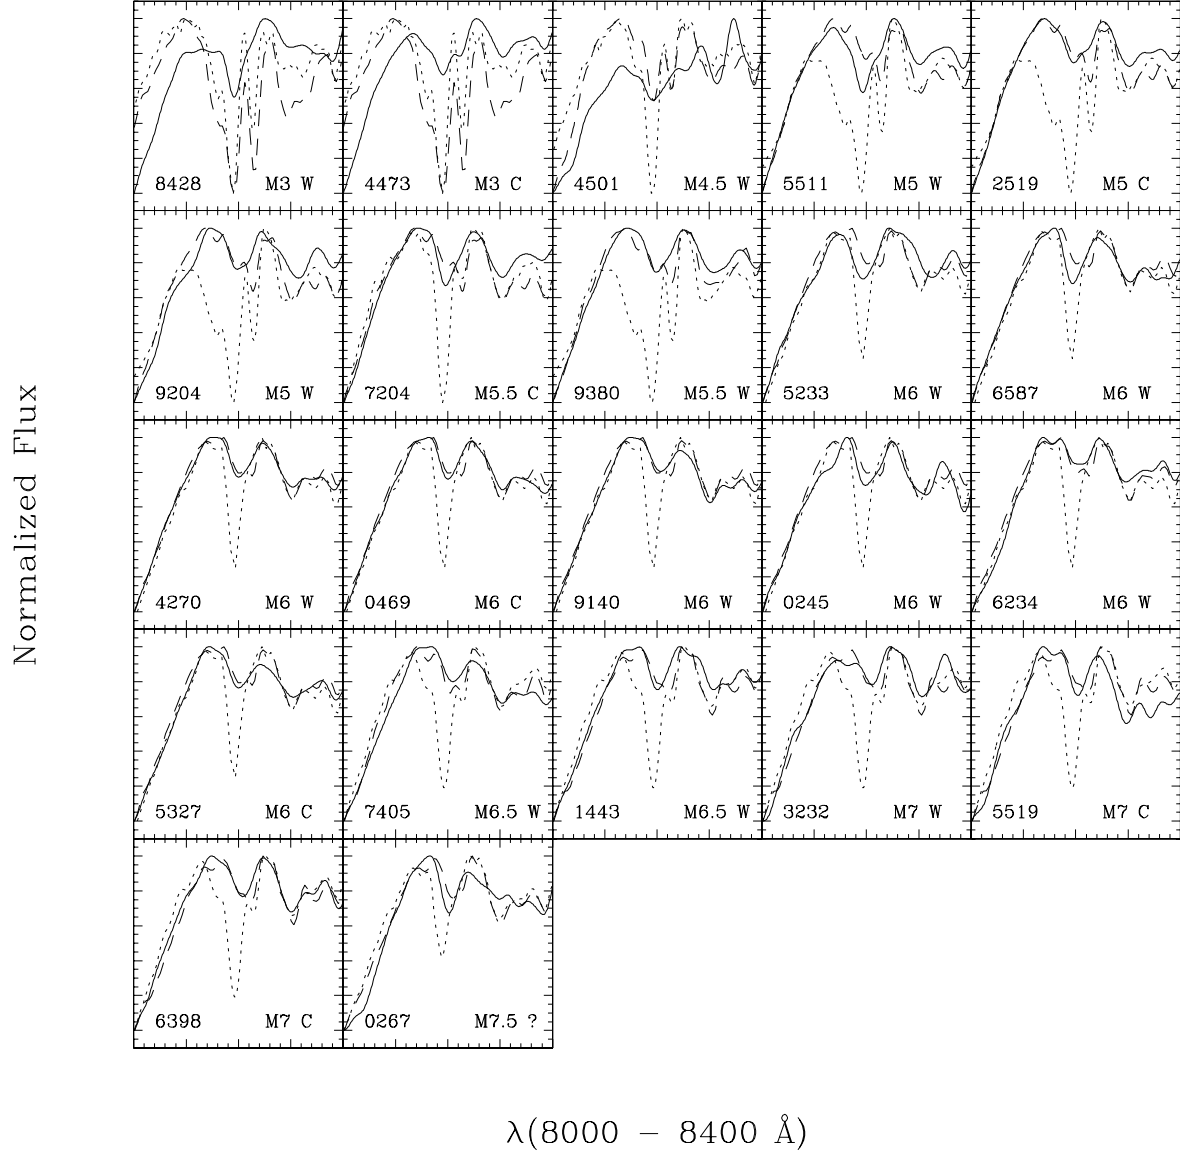 Normalized Flux
8428 M3 W
4473 M3 C
4501 M4.5 W
5511 M5 W
2519 M5 C
9204 M5 W
7204 M5.5 C
9380 M5.5 W
5233 M6 W
6587 M6 W
4270 M6 W
0469 M6 C
9140 M6 W
0245 M6 W
6234 M6 W
5327 M6 C
7405 M6.5 W
1443 M6.5 W
3232 M7 W
5519 M7 C
6398 M7 C
0267 M7.5 ?
λ(8000 − 8400 Å)